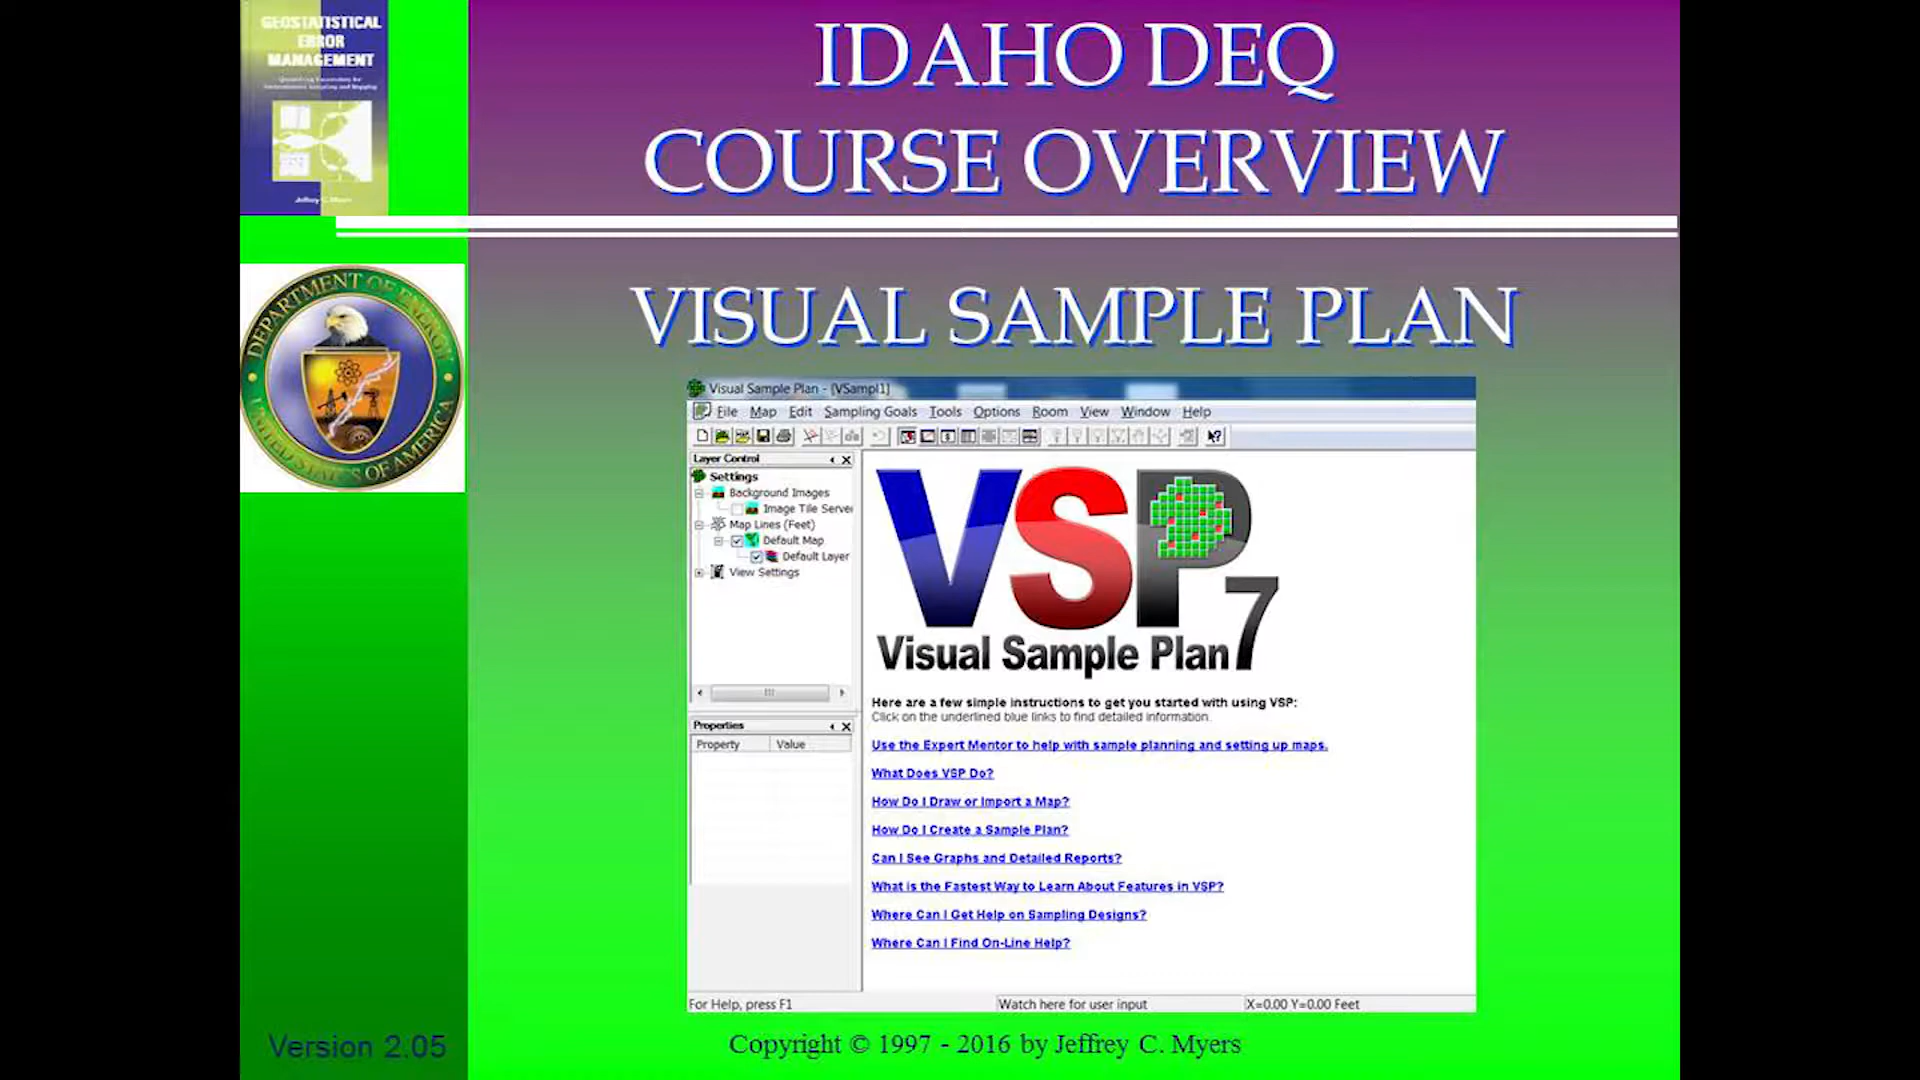 GEOSTATISTICAL
ERROR
MANAGEMENT
Jeffrey C. Myers
IDAHO DEQ
COURSE OVERVIEW
DEPARTMENT OF ENERGY
UNITED STATES OF AMERICA
VISUAL SAMPLE PLAN
Visual Sample Plan - [VSampl1]
File Map Edit Sampling Goals Tools Options Room View Window Help
Layer Control
Settings
Background Images
Image Tile Serve
Map Lines (Feet)
Default Map
Default Layer
View Settings
Properties
Property Value
VSP
7
Visual Sample Plan
Here are a few simple instructions to get you started with using VSP:
Click on the underlined blue links to find detailed information.
Use the Expert Mentor to help with sample planning and setting up maps.
What Does VSP Do?
How Do I Draw or Import a Map?
How Do I Create a Sample Plan?
Can I See Graphs and Detailed Reports?
What is the Fastest Way to Learn About Features in VSP?
Where Can I Get Help on Sampling Designs?
Where Can I Find On-Line Help?
For Help, press F1 Watch here for user input X=0.00 Y=0.00 Feet
Version 2.05
Copyright © 1997 - 2016 by Jeffrey C. Myers